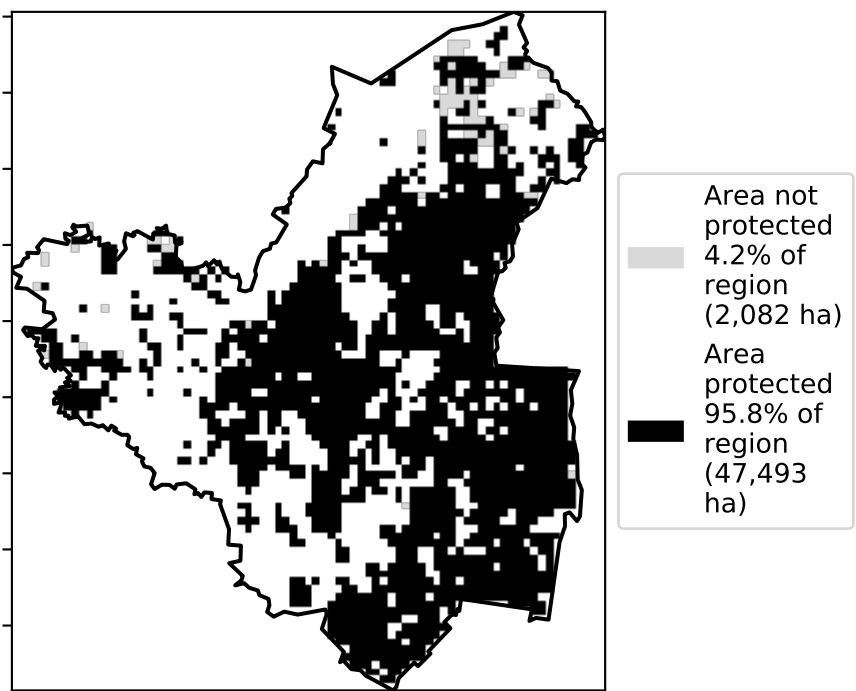 Area not
protected
4.2% of
region
(2,082 ha)
Area
protected
95.8% of
region
(47,493
ha)